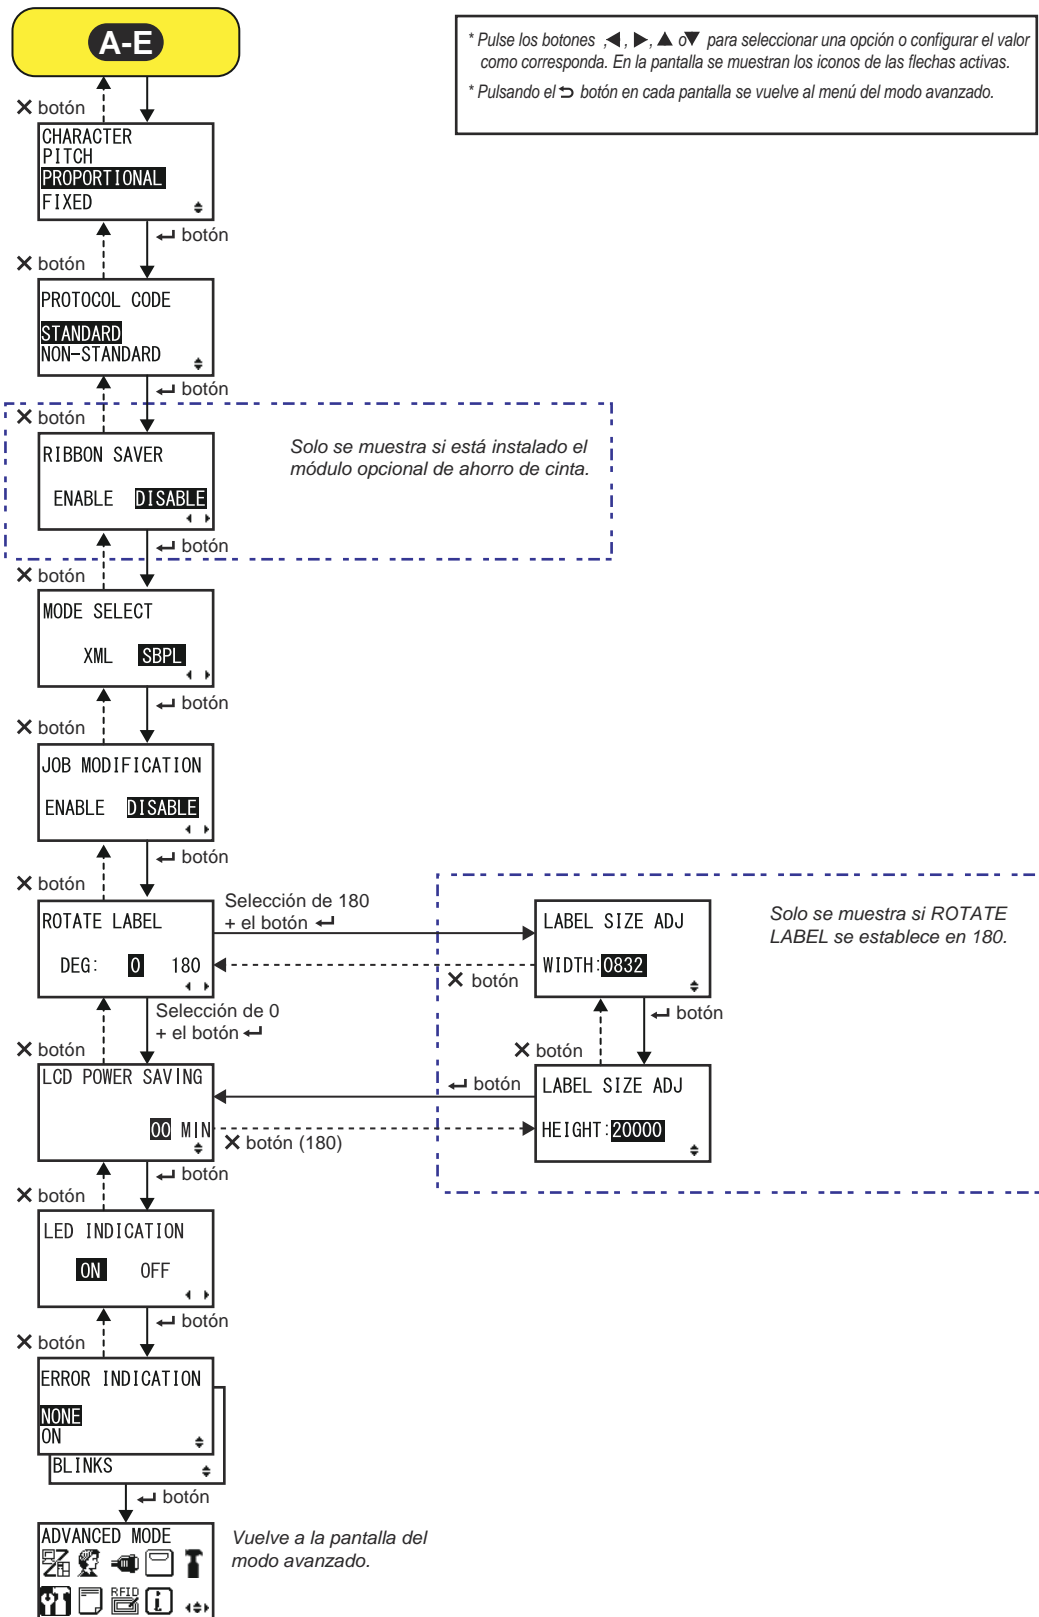 A-E
* Pulse los botones ,◀, ▶, ▲ o▼ para seleccionar una opción o configurar el valor
como corresponda. En la pantalla se muestran los iconos de las flechas activas.
* Pulsando el ⮌ botón en cada pantalla se vuelve al menú del modo avanzado.
✕ botón
CHARACTER
PITCH
PROPORTIONAL
FIXED
↵ botón
✕ botón
PROTOCOL CODE
STANDARD
NON-STANDARD
↵ botón
✕ botón
RIBBON SAVER
ENABLE DISABLE
Solo se muestra si está instalado el
módulo opcional de ahorro de cinta.
↵ botón
✕ botón
MODE SELECT
XML SBPL
↵ botón
✕ botón
JOB MODIFICATION
ENABLE DISABLE
↵ botón
✕ botón
ROTATE LABEL
DEG: 0 180
Selección de 180
+ el botón ↵
LABEL SIZE ADJ
WIDTH:0832
Solo se muestra si ROTATE
LABEL se establece en 180.
✕ botón
Selección de 0
+ el botón ↵
↵ botón
✕ botón
✕ botón
LCD POWER SAVING
00 MIN
↵ botón
LABEL SIZE ADJ
HEIGHT:20000
✕ botón (180)
↵ botón
✕ botón
LED INDICATION
ON OFF
↵ botón
✕ botón
ERROR INDICATION
NONE
ON
BLINKS
↵ botón
ADVANCED MODE
RFID
Vuelve a la pantalla del
modo avanzado.